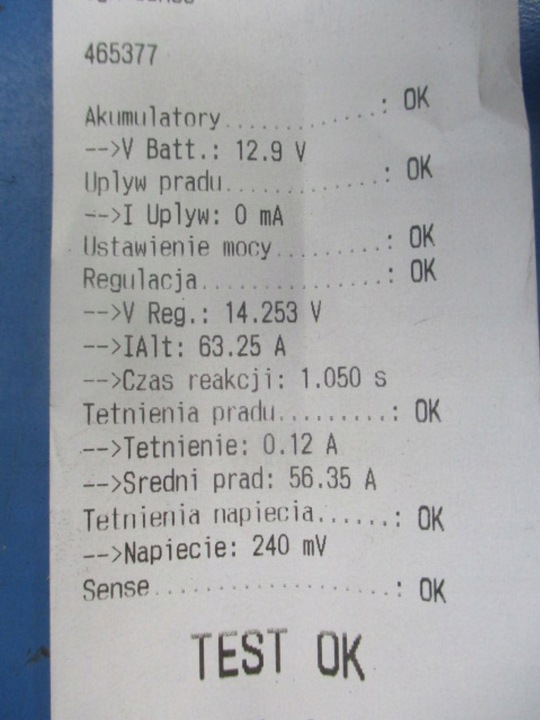 465377
Akumulatory.............: OK
-->V Batt.: 12.9 V
Uplyw pradu.............: OK
-->I Uplyw: 0 mA
Ustawienie mocy.........: OK
Regulacja...............: OK
-->V Reg.: 14.253 V
-->IAlt: 63.25 A
-->Czas reakcji: 1.050 s
Tetnienia pradu.........: OK
-->Tetnienie: 0.12 A
-->Sredni prad: 56.35 A
Tetnienia napiecia......: OK
-->Napiecie: 240 mV
Sense...................: OK
TEST OK